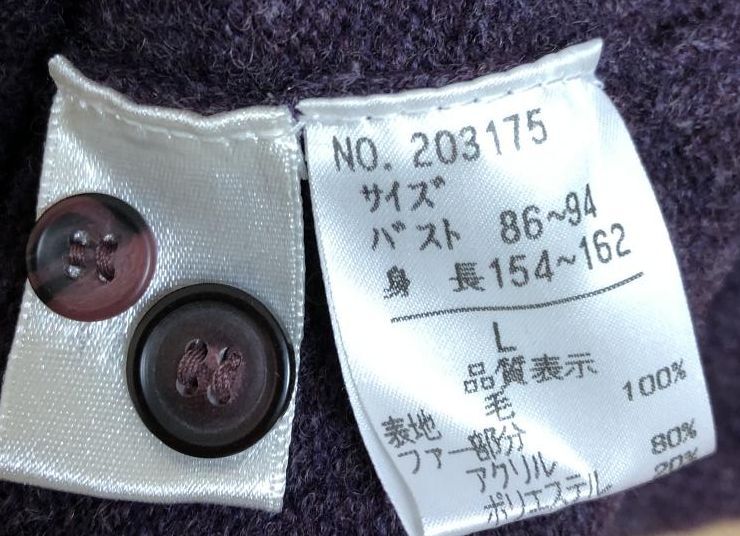 NO. 203175
サイズ
バスト 86~94
身 長154~162
L
品質表示
表地 毛 100%
ファー部分
アクリル 80%
ポリエステル 20%